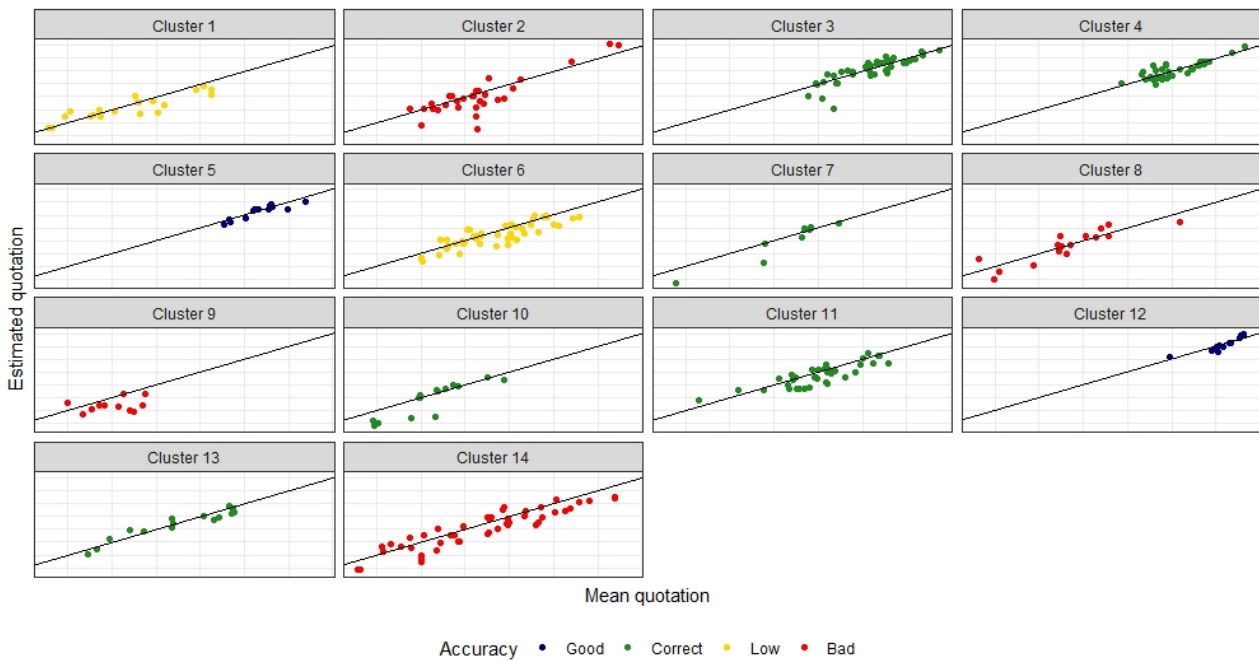 Cluster 1
Cluster 2
Cluster 3
Cluster 4
Cluster 5
Cluster 6
Cluster 7
Cluster 8
Cluster 9
Cluster 10
Cluster 11
Cluster 12
Cluster 13
Cluster 14
Estimated quotation
Mean quotation
Accuracy Good Correct Low Bad